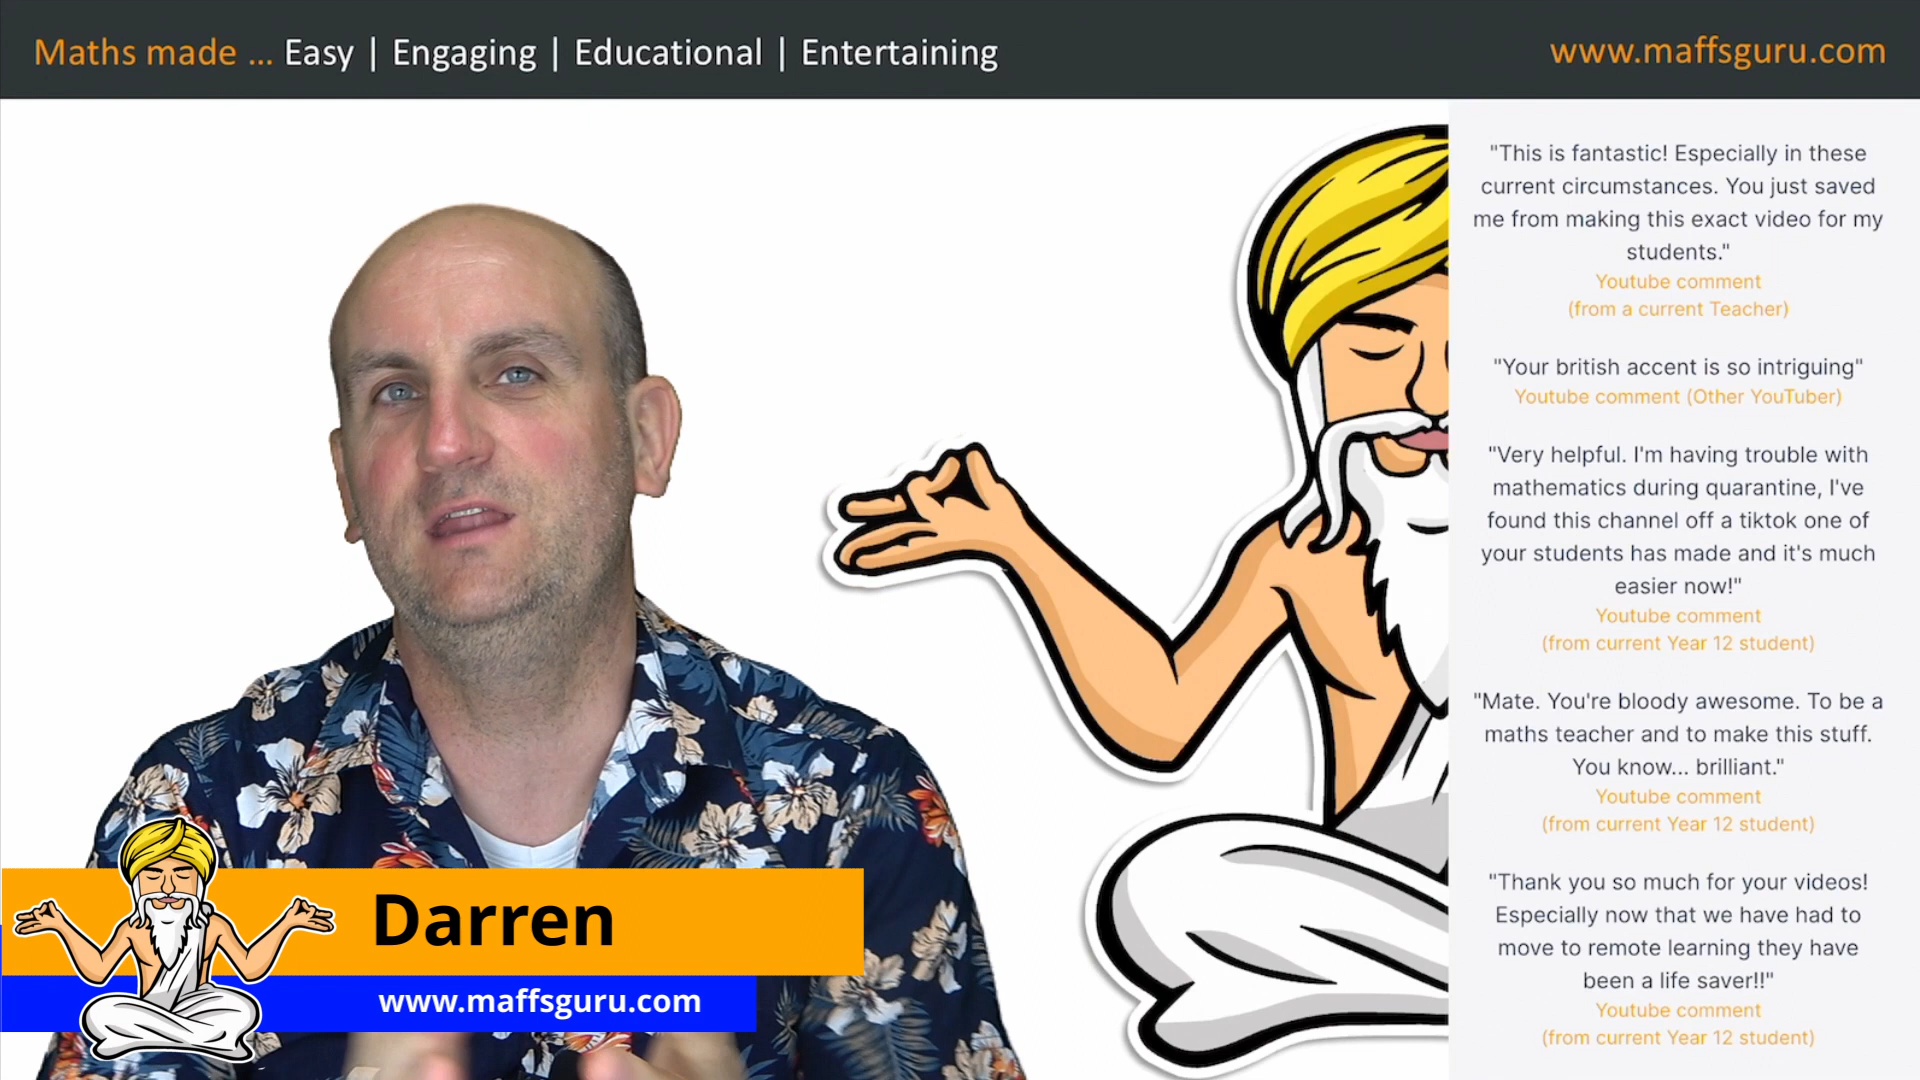 Maths made ... Easy | Engaging | Educational | Entertaining
www.maffsguru.com
"This is fantastic! Especially in these
current circumstances. You just saved
me from making this exact video for my
students."
Youtube comment
(from a current Teacher)
"Your british accent is so intriguing"
Youtube comment (Other YouTuber)
"Very helpful. I'm having trouble with
mathematics during quarantine, I've
found this channel off a tiktok one of
your students has made and it's much
easier now!"
Youtube comment
(from current Year 12 student)
"Mate. You're bloody awesome. To be a
maths teacher and to make this stuff.
You know... brilliant."
Youtube comment
(from current Year 12 student)
"Thank you so much for your videos!
Especially now that we have had to
move to remote learning they have
been a life saver!!"
Youtube comment
(from current Year 12 student)
Darren
www.maffsguru.com